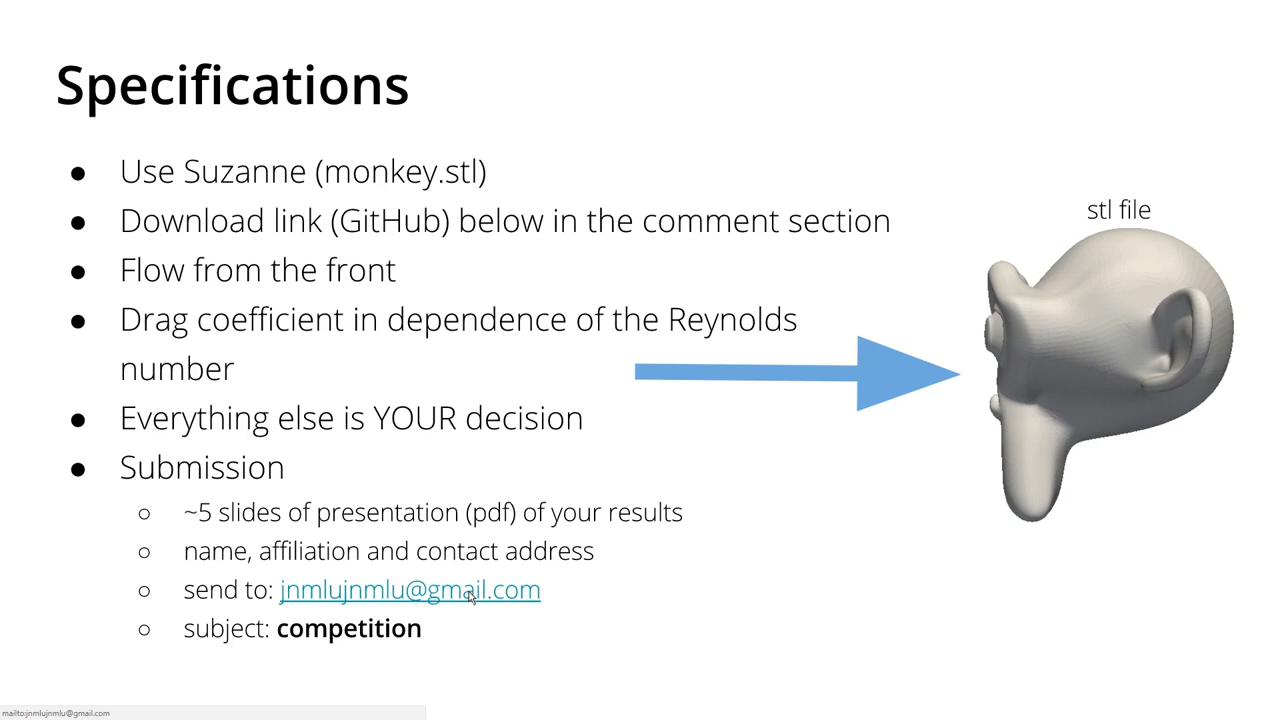 Specifications
● Use Suzanne (monkey.stl)
● Download link (GitHub) below in the comment section
● Flow from the front
● Drag coefficient in dependence of the Reynolds
number
● Everything else is YOUR decision
● Submission
○ ~5 slides of presentation (pdf) of your results
○ name, affiliation and contact address
○ send to: jnmlujnmlu@gmail.com
○ subject: competition
stl file
mailto:jnmlujnmlu@gmail.com